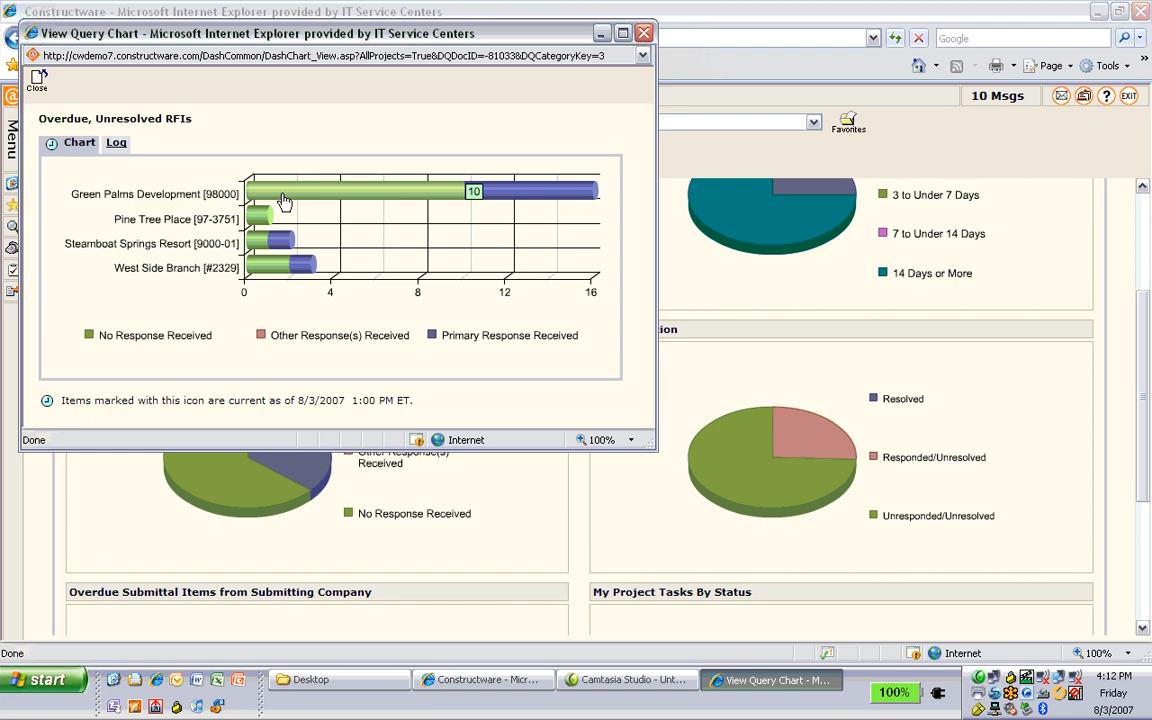 Constructware - Microsoft Internet Explorer provided by IT Service Centers
View Query Chart - Microsoft Internet Explorer provided by IT Service Centers
http://cwdemo7.constructware.com/DashCommon/DashChart_View.asp?AllProjects=True&DQDocID=-810338&DQCategoryKey=3
Google
Page
Tools
Close
Menu
10 Msgs
EXIT
Favorites
Overdue, Unresolved RFIs
Chart
Log
Green Palms Development [98000]
10
Pine Tree Place [97-3751]
Steamboat Springs Resort [9000-01]
West Side Branch [#2329]
0 4 8 12 16
No Response Received
Other Response(s) Received
Primary Response Received
Items marked with this icon are current as of 8/3/2007 1:00 PM ET.
Done
Internet
100%
3 to Under 7 Days
7 to Under 14 Days
14 Days or More
ion
Resolved
Responded/Unresolved
Unresponded/Unresolved
Other Response(s)
Received
No Response Received
Overdue Submittal Items from Submitting Company
My Project Tasks By Status
Done
Internet
100%
start
Desktop
Constructware - Micr...
Camtasia Studio - Unt...
View Query Chart - M...
100%
4:12 PM
Friday
8/3/2007